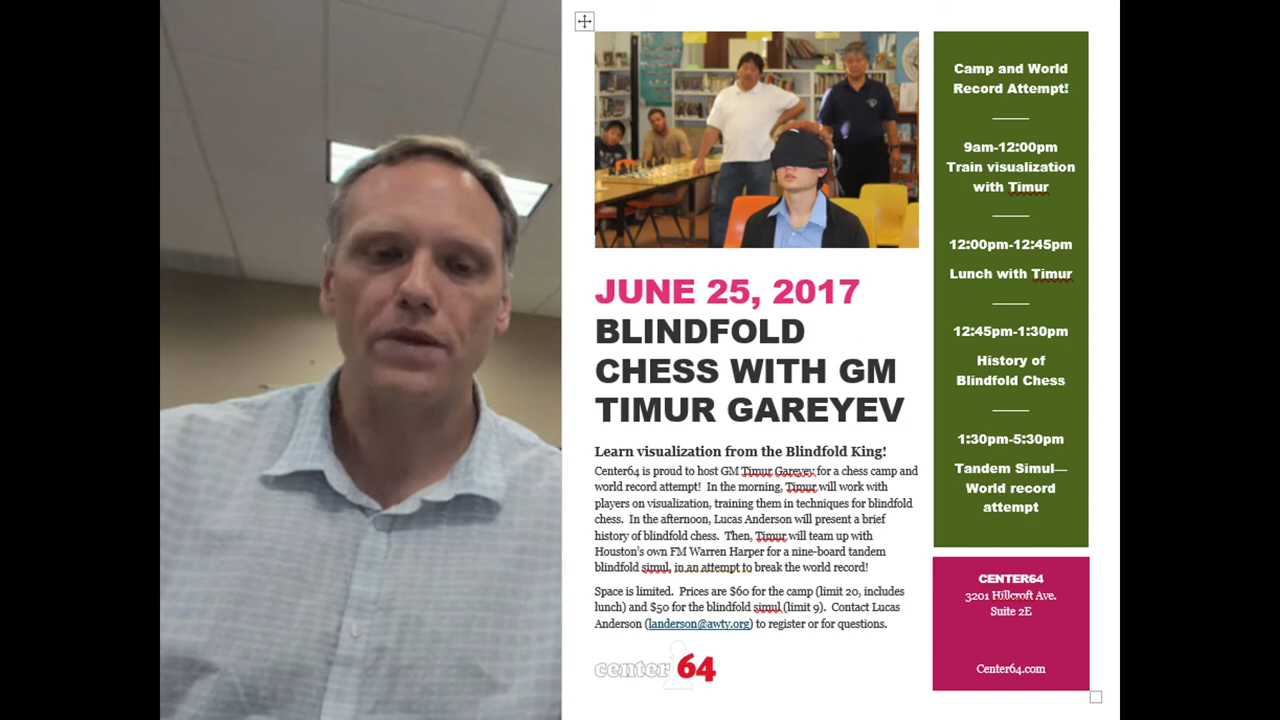 JUNE 25, 2017
BLINDFOLD
CHESS WITH GM
TIMUR GAREYEV
Learn visualization from the Blindfold King!
Center64 is proud to host GM Timur Gareyev for a chess camp and
world record attempt!  In the morning, Timur will work with
players on visualization, training them in techniques for blindfold
chess.  In the afternoon, Lucas Anderson will present a brief
history of blindfold chess.  Then, Timur will team up with
Houston's own FM Warren Harper for a nine-board tandem
blindfold simul, in an attempt to break the world record!
Space is limited.  Prices are $60 for the camp (limit 20, includes
lunch) and $50 for the blindfold simul (limit 9).  Contact Lucas
Anderson (landerson@awty.org) to register or for questions.
center 64
Camp and World
Record Attempt!
9am-12:00pm
Train visualization
with Timur
12:00pm-12:45pm
Lunch with Timur
12:45pm-1:30pm
History of
Blindfold Chess
1:30pm-5:30pm
Tandem Simul—
World record
attempt
CENTER64
3201 Hillcroft Ave.
Suite 2E
Center64.com